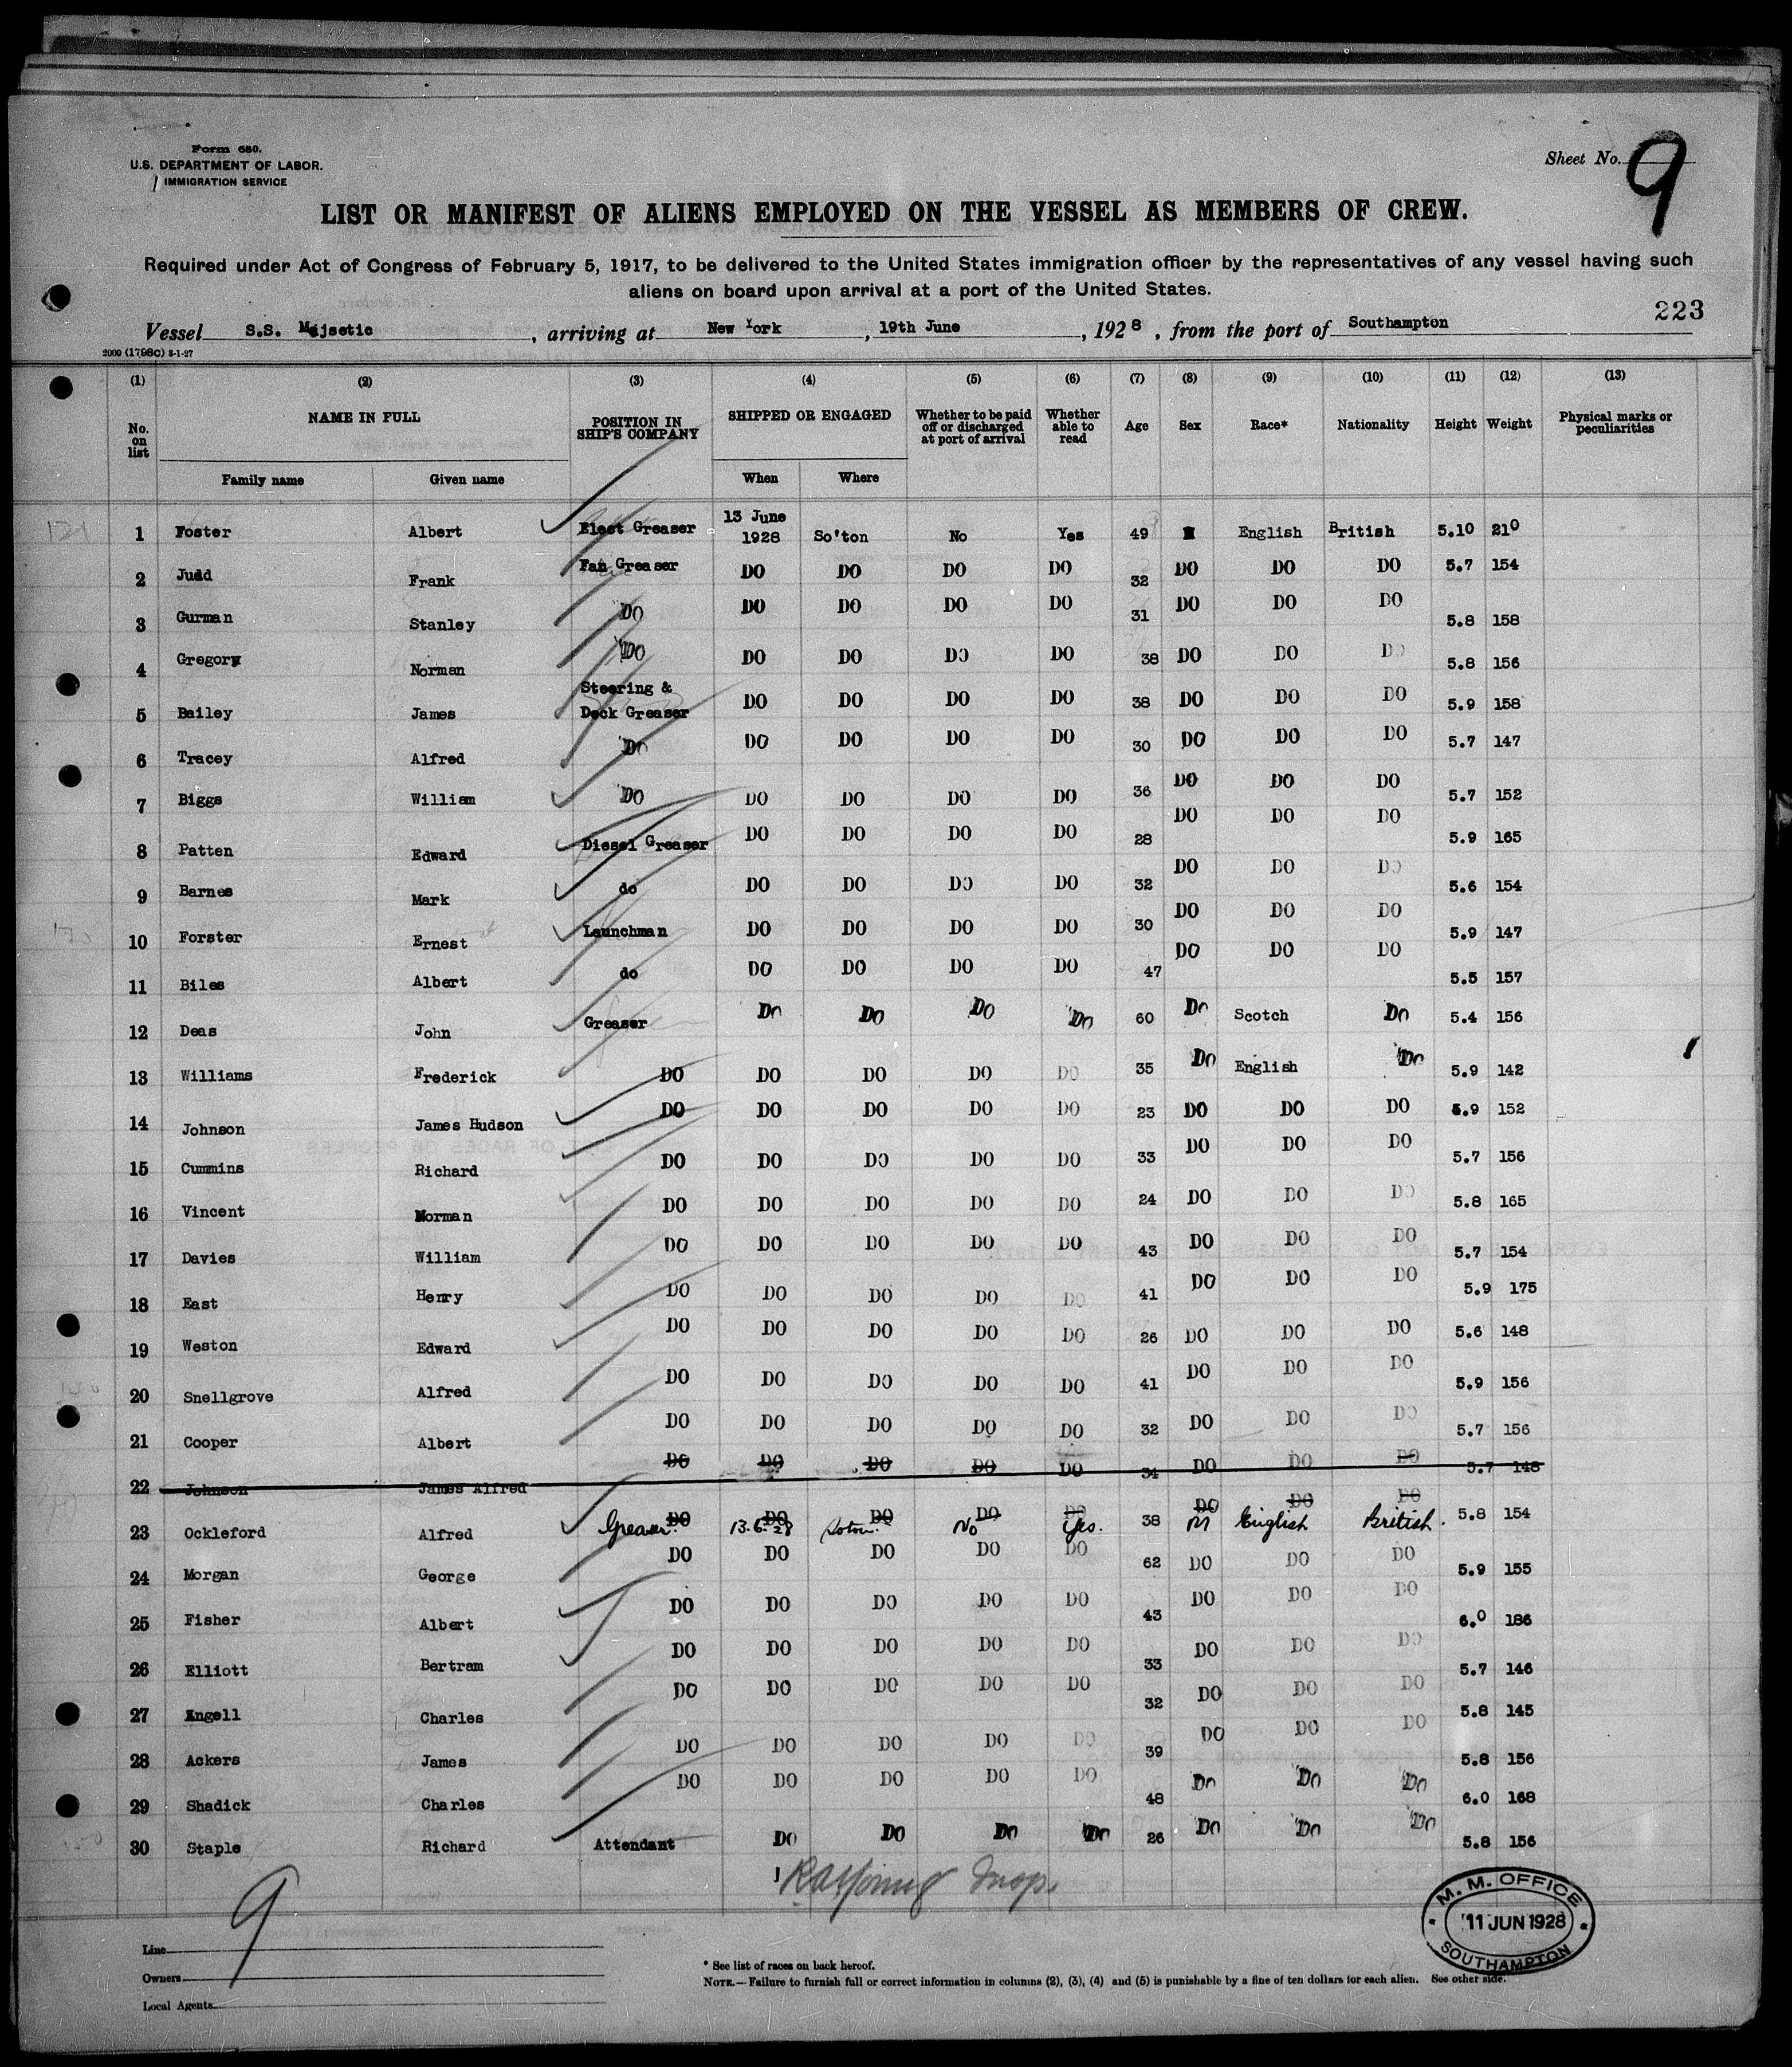 Form 680.
U.S. DEPARTMENT OF LABOR.
IMMIGRATION SERVICE
Sheet No. 9
LIST OR MANIFEST OF ALIENS EMPLOYED ON THE VESSEL AS MEMBERS OF CREW.
Required under Act of Congress of February 5, 1917, to be delivered to the United States immigration officer by the representatives of any vessel having such
aliens on board upon arrival at a port of the United States.
223
Vessel S.S. Majsetic, arriving at New York, 19th June, 1928, from the port of Southampton
2000 (1798c) 8-1-27
(1) (2) (3) (4) (5) (6) (7) (8) (9) (10) (11) (12) (13)
No. on list NAME IN FULL POSITION IN SHIP'S COMPANY SHIPPED OR ENGAGED Whether to be paid off or discharged at port of arrival Whether able to read Age Sex Race* Nationality Height Weight Physical marks or peculiarities
Family name Given name When Where
1 Foster Albert Elect Greaser 13 June 1928 So'ton No Yes 49 English British 5.10 210
2 Judd Frank Fan Greaser DO DO DO DO 32 DO DO DO 5.7 154
3 Gurman Stanley DO DO DO DO DO 31 DO DO DO 5.8 158
4 Gregory Norman DO DO DO DO DO 38 DO DO DO 5.8 156
5 Bailey James Steering & Deck Greaser DO DO DO DO 38 DO DO DO 5.9 158
6 Tracey Alfred DO DO DO DO DO 30 DO DO DO 5.7 147
7 Biggs William DO DO DO DO DO 36 DO DO DO 5.7 152
8 Patten Edward Diesel Greaser DO DO DO DO 28 DO DO DO 5.9 165
9 Barnes Mark do DO DO DO DO 32 DO DO DO 5.6 154
10 Forster Ernest Launchman DO DO DO DO 30 DO DO DO 5.9 147
11 Biles Albert do DO DO DO DO 47 DO DO DO 5.5 157
12 Deas John Greaser Do Do Do Do 60 Do Scotch Do 5.4 156
13 Williams Frederick DO DO DO DO DO 35 Do English Do 5.9 142
14 Johnson James Hudson DO DO DO DO DO 23 DO DO DO 5.9 152
15 Cummins Richard DO DO DO DO DO 33 DO DO DO 5.7 156
16 Vincent Norman DO DO DO DO DO 24 DO DO DO 5.8 165
17 Davies William DO DO DO DO DO 43 DO DO DO 5.7 154
18 East Henry DO DO DO DO DO 41 DO DO DO 5.9 175
19 Weston Edward DO DO DO DO DO 26 DO DO DO 5.6 148
20 Snellgrove Alfred DO DO DO DO DO 41 DO DO DO 5.9 156
21 Cooper Albert DO DO DO DO DO 32 DO DO DO 5.7 156
22 Johnson James Alfred DO DO DO DO DO 34 DO DO DO 5.7 148
23 Ockleford Alfred DO Greaser. DO 13.6.28 DO Soton. DO No DO Yes. 38 DO M DO English DO British. 5.8 154
24 Morgan George DO DO DO DO DO 62 DO DO DO 5.9 155
25 Fisher Albert DO DO DO DO DO 43 DO DO DO 6.0 186
26 Elliott Bertram DO DO DO DO DO 33 DO DO DO 5.7 146
27 Angell Charles DO DO DO DO DO 32 DO DO DO 5.8 145
28 Ackers James DO DO DO DO DO 39 DO DO DO 5.8 156
29 Shadick Charles DO DO DO DO DO 48 Do Do Do 6.0 168
30 Staple Richard Attendant Do Do Do Do 26 Do Do Do 5.8 156
Insp.
9
M. M. OFFICE
11 JUN 1928
SOUTHAMPTON
Line
Owners
Local Agents
* See list of races on back hereof.
NOTE.—Failure to furnish full or correct information in columns (2), (3), (4) and (5) is punishable by a fine of ten dollars for each alien. See other side.